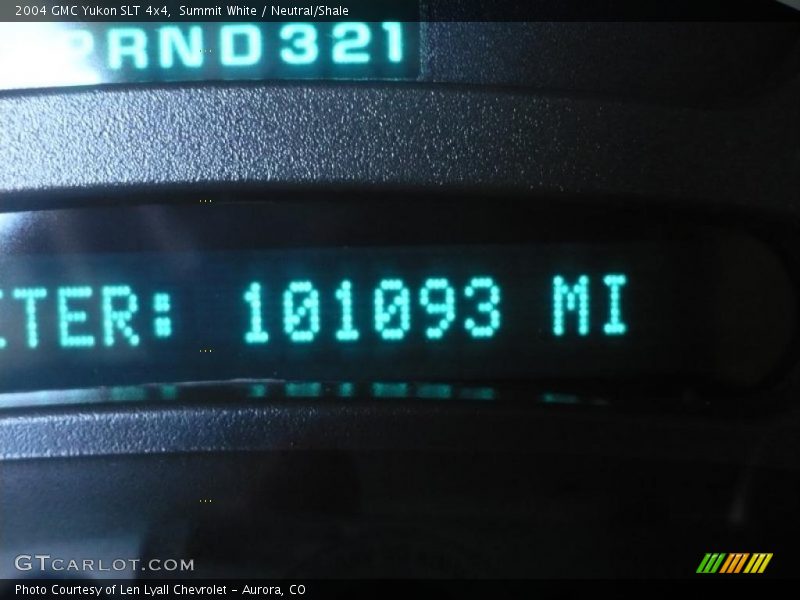 2004 GMC Yukon SLT 4x4, Summit White / Neutral/Shale
PRND321
TER: 101093 MI
GTCARLOT.COM
Photo Courtesy of Len Lyall Chevrolet - Aurora, CO